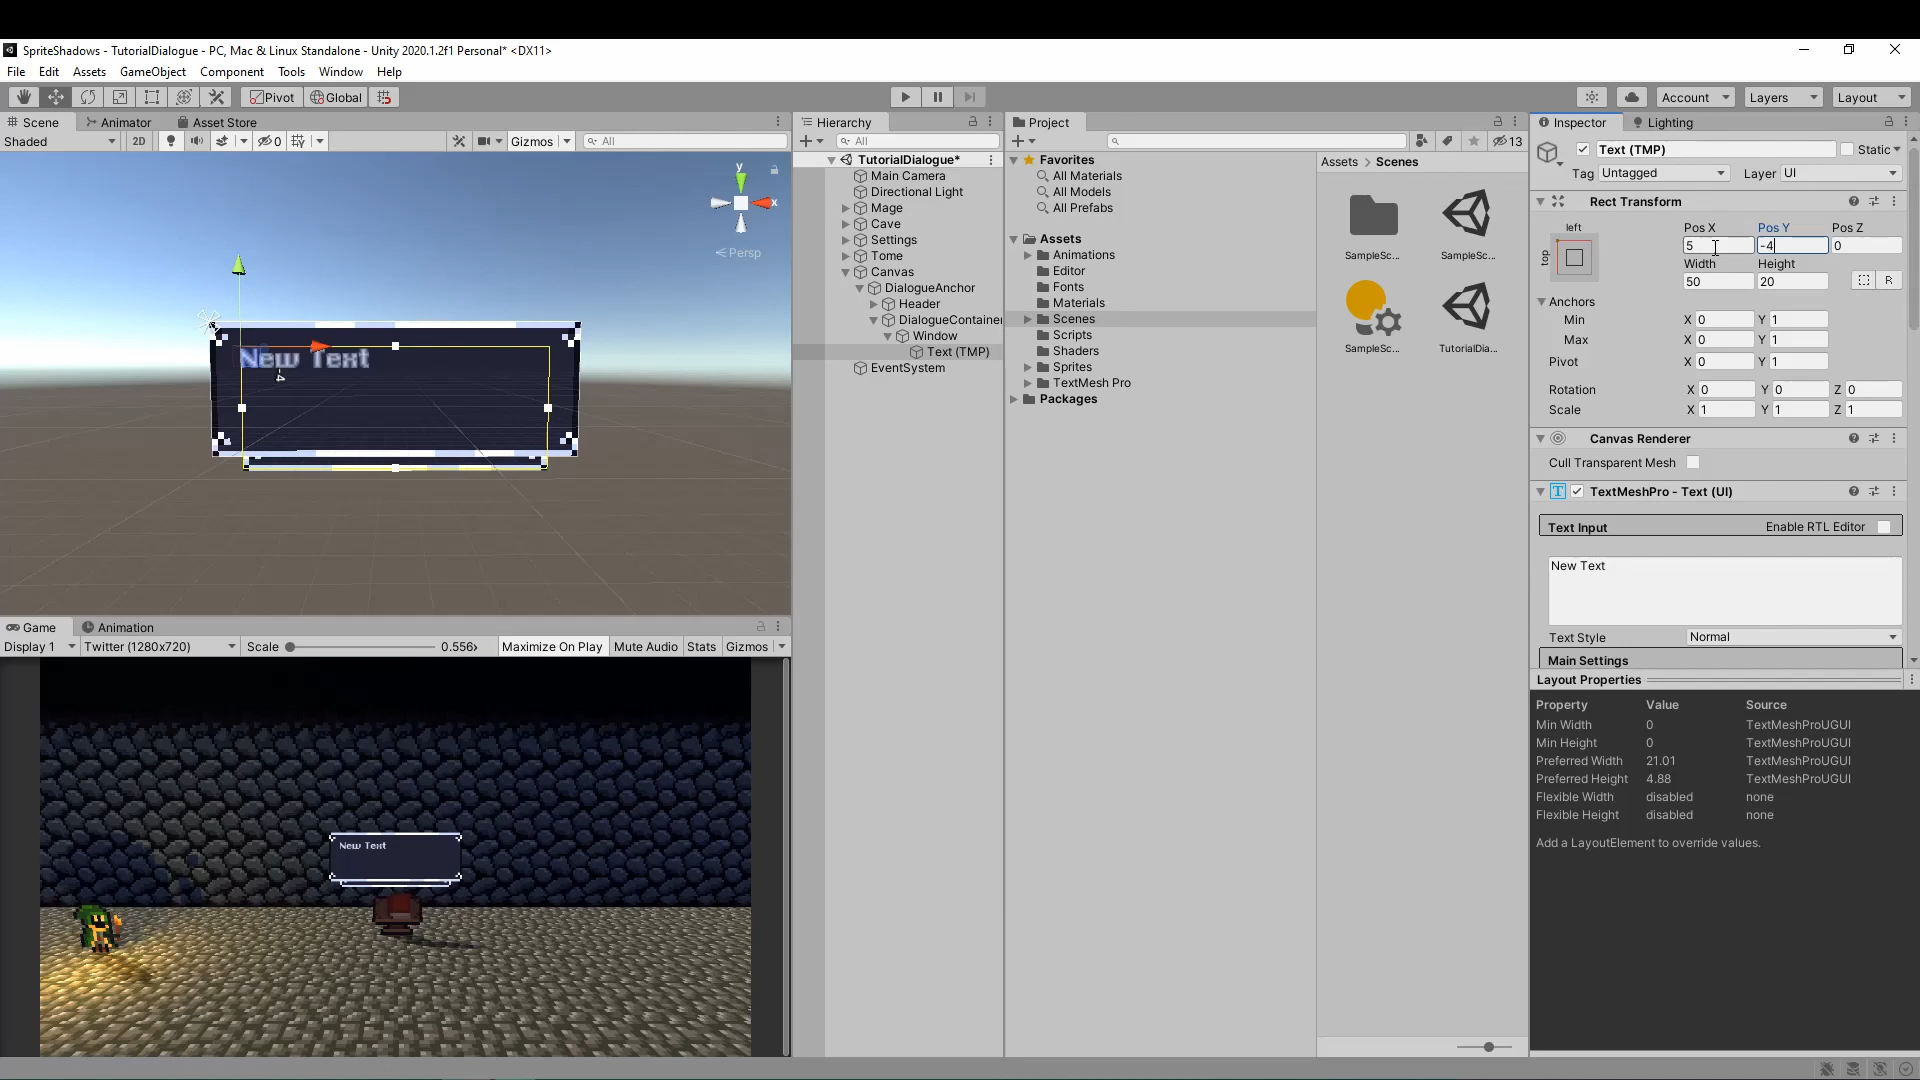 SpriteShadows - TutorialDialogue - PC, Mac & Linux Standalone - Unity 2020.1.2f1 Personal* <DX11>
File Edit Assets GameObject Component Tools Window Help
Pivot Global Account Layers Layout
Scene Animator Asset Store
Shaded 2D 0 Gizmos All
y
x
Persp
New Text
Hierarchy
All
TutorialDialogue*
Main Camera
Directional Light
Mage
Cave
Settings
Tome
Canvas
DialogueAnchor
Header
DialogueContainer
Window
Text (TMP)
EventSystem
Project
13
Favorites
All Materials
All Models
All Prefabs
Assets
Animations
Editor
Fonts
Materials
Scenes
Scripts
Shaders
Sprites
TextMesh Pro
Packages
Assets > Scenes
SampleSc... SampleSc...
SampleSc... TutorialDia...
Inspector Lighting
Text (TMP) Static
Tag Untagged Layer UI
Rect Transform
left Pos X Pos Y Pos Z
top 5 -4 0
Width Height
50 20 R
Anchors
Min X 0 Y 1
Max X 0 Y 1
Pivot X 0 Y 1
Rotation X 0 Y 0 Z 0
Scale X 1 Y 1 Z 1
Canvas Renderer
Cull Transparent Mesh
T TextMeshPro - Text (UI)
Text Input Enable RTL Editor
New Text
Text Style Normal
Main Settings
Layout Properties
Property Value Source
Min Width 0 TextMeshProUGUI
Min Height 0 TextMeshProUGUI
Preferred Width 21.01 TextMeshProUGUI
Preferred Height 4.88 TextMeshProUGUI
Flexible Width disabled none
Flexible Height disabled none
Add a LayoutElement to override values.
Game Animation
Display 1 Twitter (1280x720) Scale 0.556x Maximize On Play Mute Audio Stats Gizmos
New Text